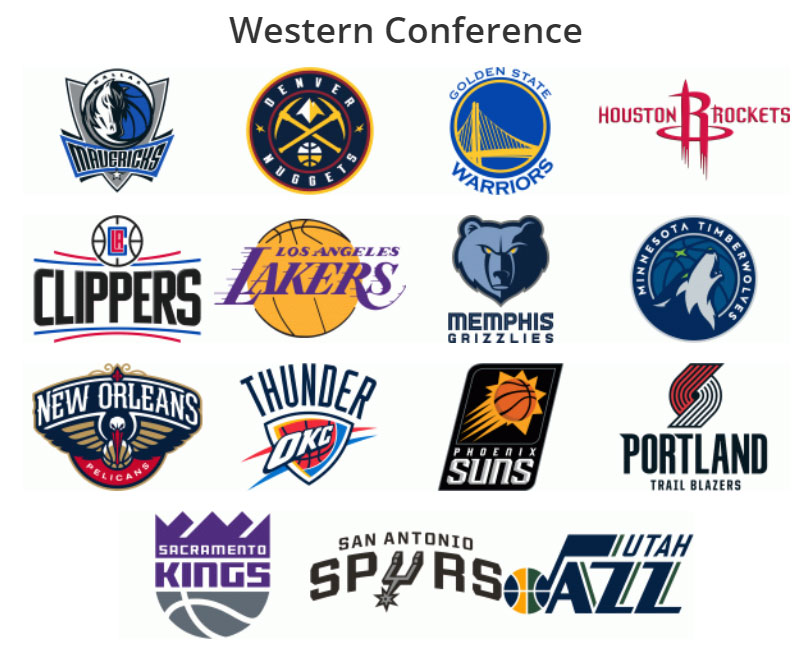 Western Conference
DALLAS
MAVERICKS
DENVER
NUGGETS
GOLDEN STATE
WARRIORS
HOUSTON R ROCKETS
LA
CLIPPERS
LOS ANGELES
LAKERS
MEMPHIS
GRIZZLIES
MINNESOTA TIMBERWOLVES
NEW ORLEANS
PELICANS
THUNDER
OKC
PHOENIX
SUNS
PORTLAND
TRAIL BLAZERS
SACRAMENTO
KINGS
SAN ANTONIO
SPURS
UTAH
JAZZ